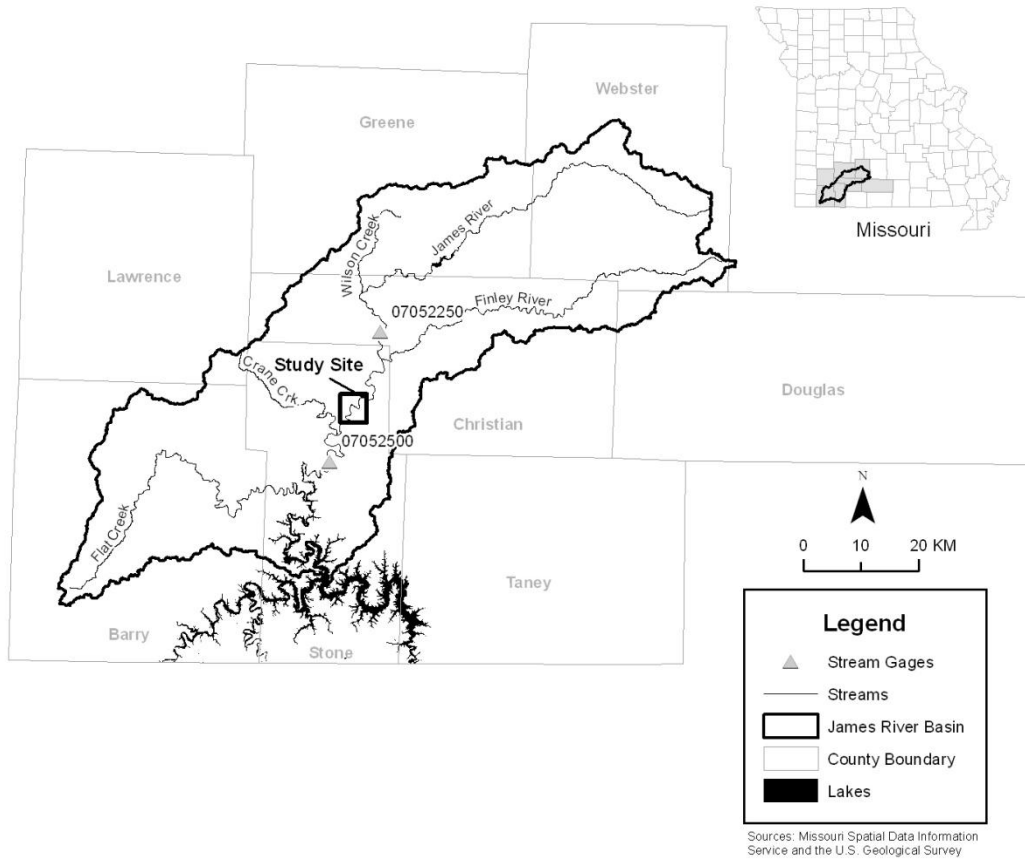 Webster
Greene
Missouri
James River
Wilson Creek
Lawrence
Finley River
07052250
Study Site
Crane Crk.
Douglas
Christian
07052500
N
Flat Creek
0 10 20 KM
Taney
Barry
Stone
Legend
Stream Gages
Streams
James River Basin
County Boundary
Lakes
Sources: Missouri Spatial Data Information
Service and the U.S. Geological Survey